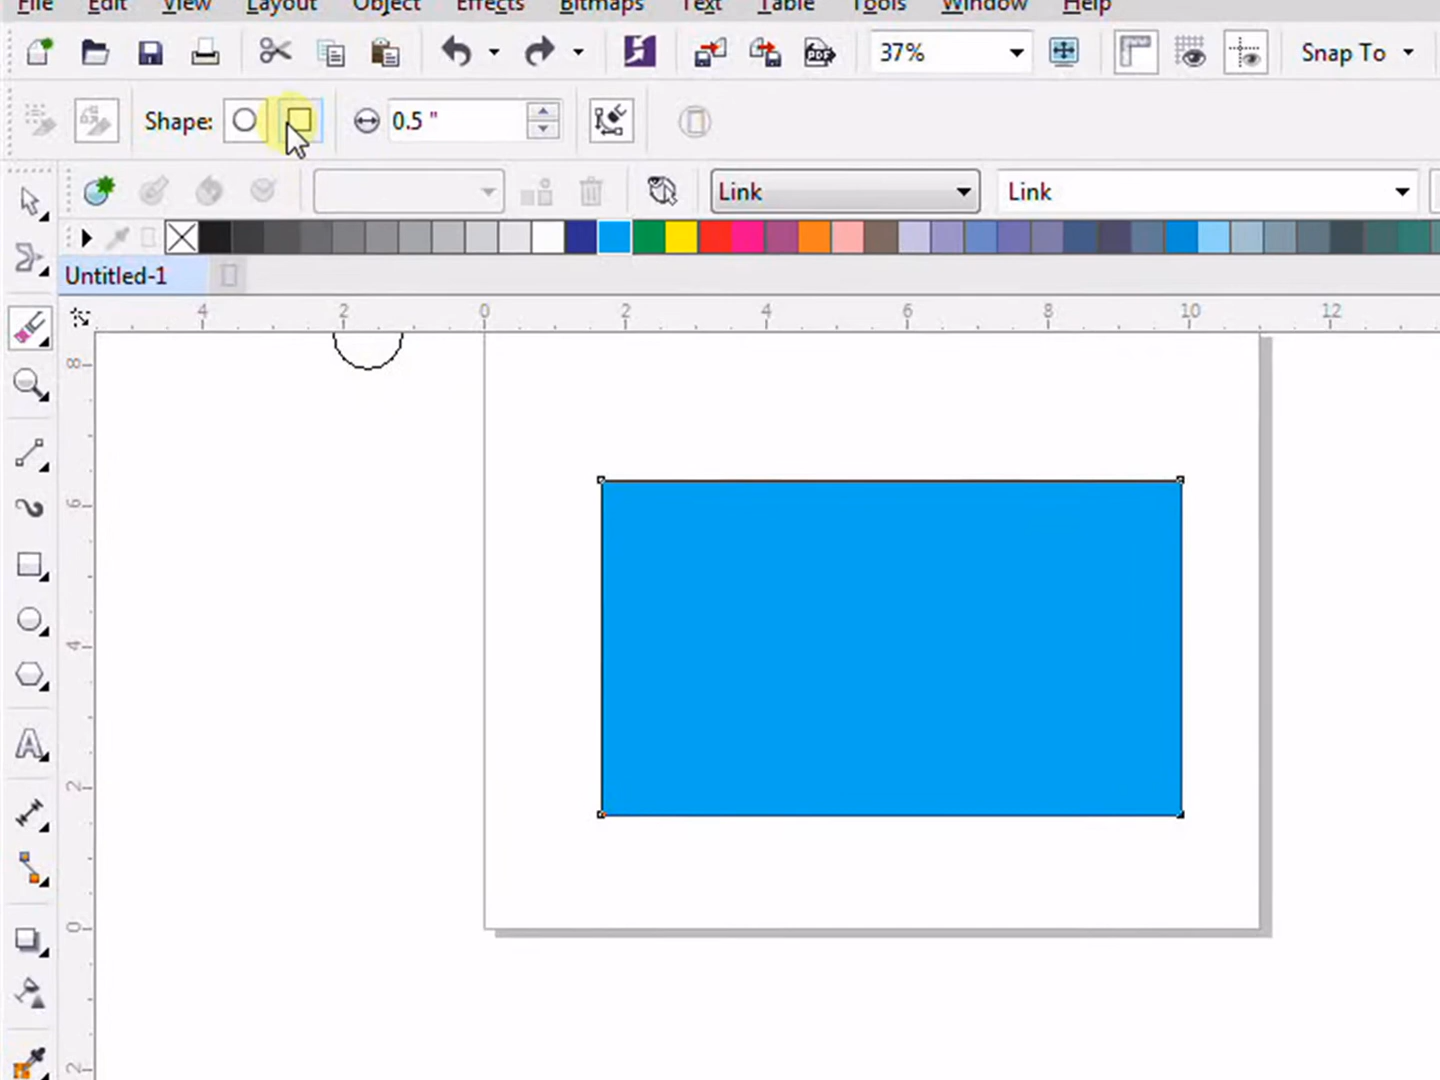 File Edit View Layout Object Effects Bitmaps Text Table Tools Window Help
PDF 37% Snap To
Shape: 0.5 "
Link Link
Untitled-1
4 2 0 2 4 6 8 10 12
8
6
4
2
0
2
A